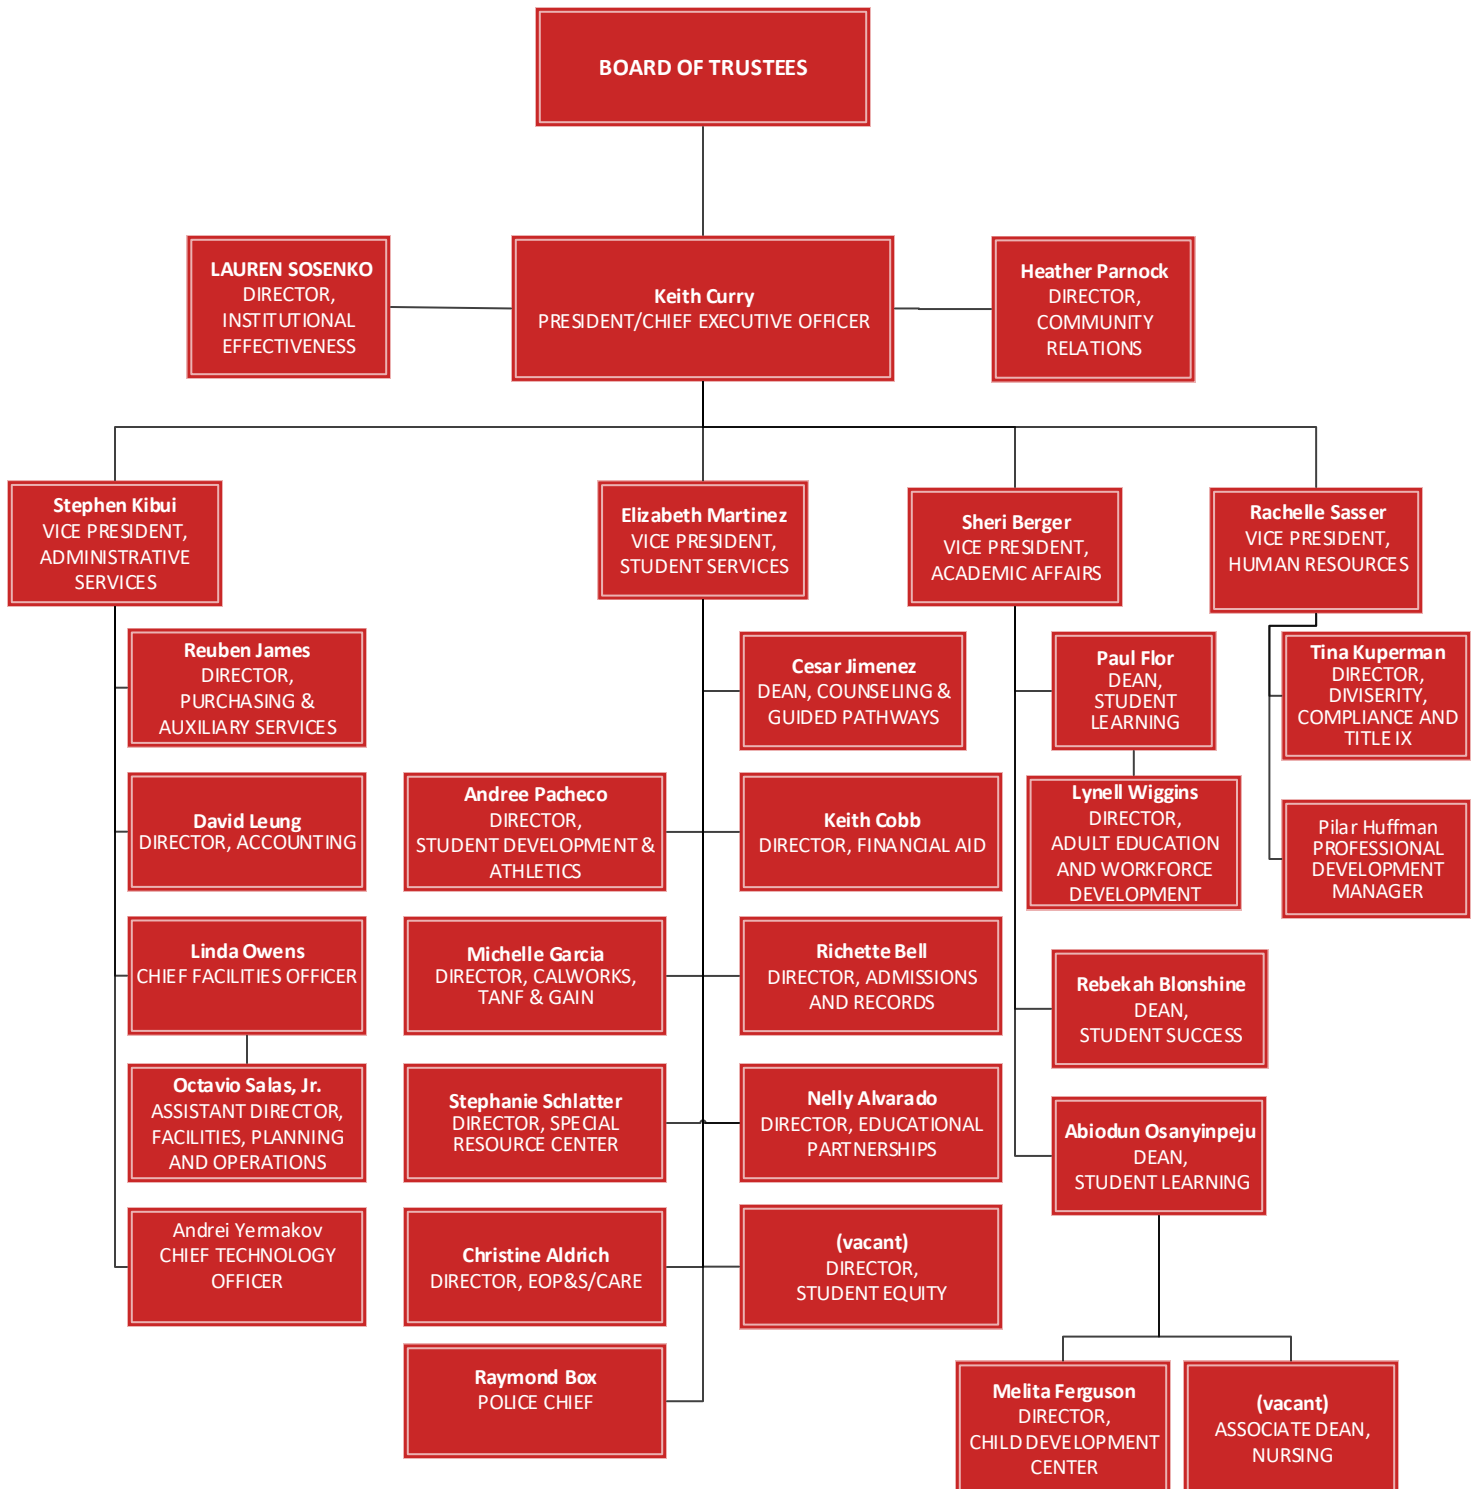 BOARD OF TRUSTEES
LAUREN SOSENKO
DIRECTOR,
INSTITUTIONAL
EFFECTIVENESS
Keith Curry
PRESIDENT/CHIEF EXECUTIVE OFFICER
Heather Parnock
DIRECTOR,
COMMUNITY
RELATIONS
Stephen Kibui
VICE PRESIDENT,
ADMINISTRATIVE
SERVICES
Elizabeth Martinez
VICE PRESIDENT,
STUDENT SERVICES
Sheri Berger
VICE PRESIDENT,
ACADEMIC AFFAIRS
Rachelle Sasser
VICE PRESIDENT,
HUMAN RESOURCES
Reuben James
DIRECTOR,
PURCHASING &
AUXILIARY SERVICES
David Leung
DIRECTOR, ACCOUNTING
Linda Owens
CHIEF FACILITIES OFFICER
Octavio Salas, Jr.
ASSISTANT DIRECTOR,
FACILITIES, PLANNING
AND OPERATIONS
Andrei Yermakov
CHIEF TECHNOLOGY
OFFICER
Cesar Jimenez
DEAN, COUNSELING &
GUIDED PATHWAYS
Andree Pacheco
DIRECTOR,
STUDENT DEVELOPMENT &
ATHLETICS
Keith Cobb
DIRECTOR, FINANCIAL AID
Michelle Garcia
DIRECTOR, CALWORKS,
TANF & GAIN
Richette Bell
DIRECTOR, ADMISSIONS
AND RECORDS
Stephanie Schlatter
DIRECTOR, SPECIAL
RESOURCE CENTER
Nelly Alvarado
DIRECTOR, EDUCATIONAL
PARTNERSHIPS
Christine Aldrich
DIRECTOR, EOP&S/CARE
(vacant)
DIRECTOR,
STUDENT EQUITY
Raymond Box
POLICE CHIEF
Paul Flor
DEAN,
STUDENT
LEARNING
Lynell Wiggins
DIRECTOR,
ADULT EDUCATION
AND WORKFORCE
DEVELOPMENT
Rebekah Blonshine
DEAN,
STUDENT SUCCESS
Abiodun Osanyinpeju
DEAN,
STUDENT LEARNING
Melita Ferguson
DIRECTOR,
CHILD DEVELOPMENT
CENTER
(vacant)
ASSOCIATE DEAN,
NURSING
Tina Kuperman
DIRECTOR,
DIVISERITY,
COMPLIANCE AND
TITLE IX
Pilar Huffman
PROFESSIONAL
DEVELOPMENT
MANAGER